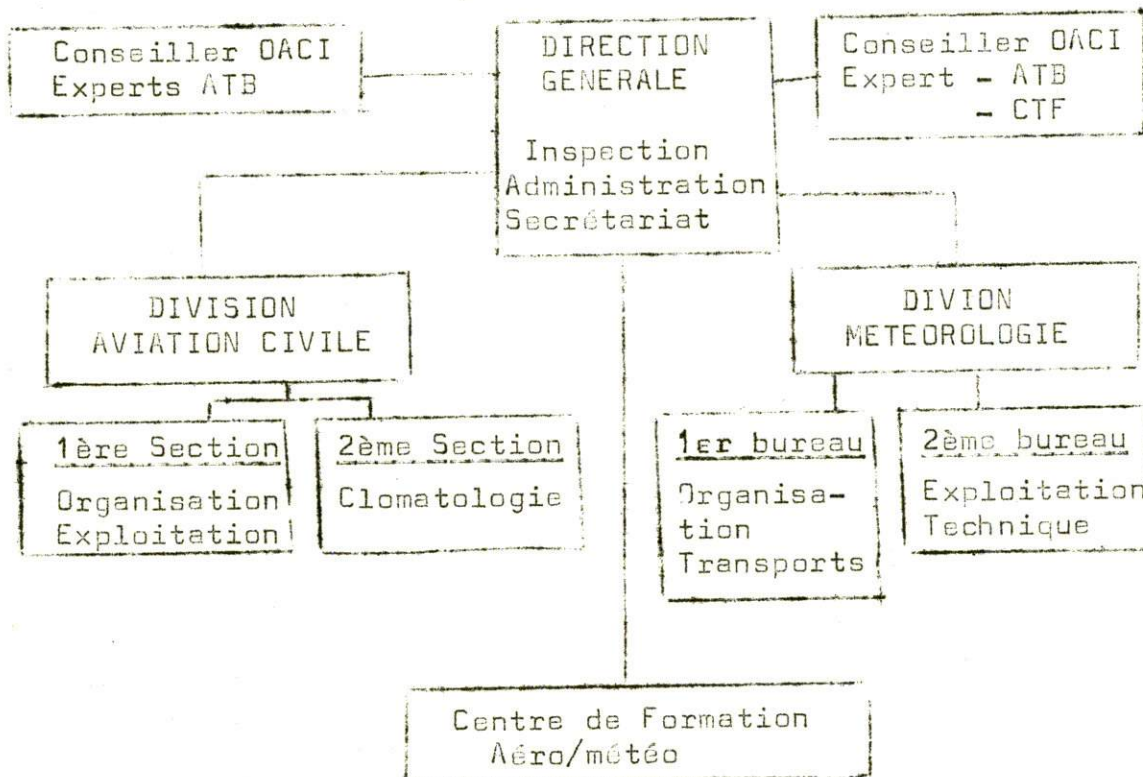 Conseiller OACI
Experts ATB
DIRECTION
GENERALE
Inspection
Administration
Secrétariat
Conseiller OACI
Expert - ATB
- CTF
DIVISION
AVIATION CIVILE
DIVION
METEOROLOGIE
1ère Section
Organisation
Exploitation
2ème Section
Clomatologie
1er bureau
Organisa-
tion
Transports
2ème bureau
Exploitation
Technique
Centre de Formation
Aéro/météo